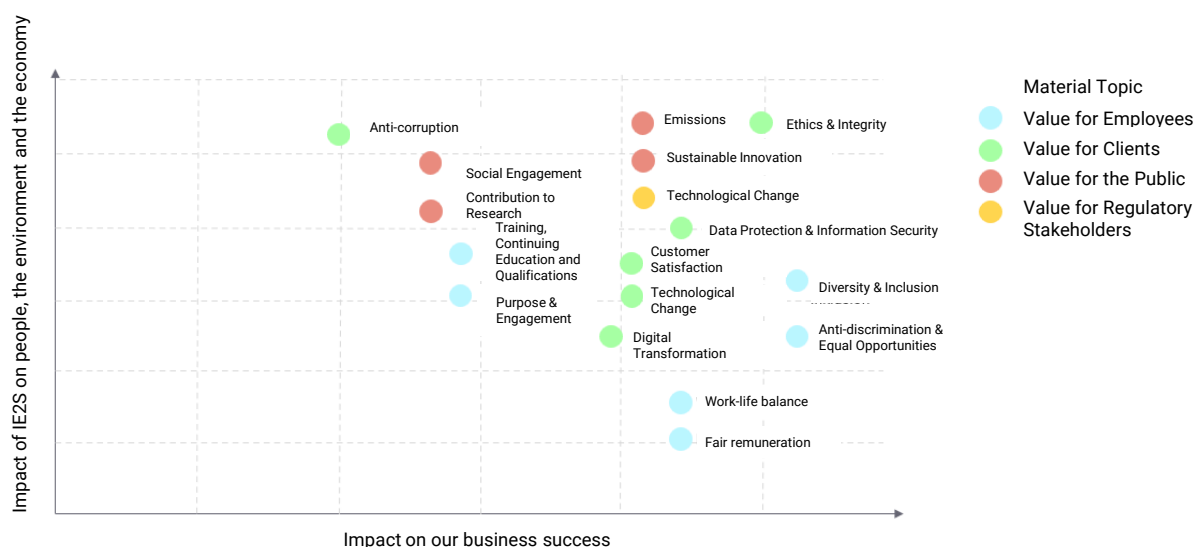 Impact of IE2S on people, the environment and the economy
Anti-corruption
Emissions
Ethics & Integrity
Sustainable Innovation
Social Engagement
Contribution to
Research
Technological Change
Training,
Continuing
Education and
Qualifications
Data Protection & Information Security
Customer
Satisfaction
Diversity & Inclusion
Purpose &
Engagement
Technological
Change
Anti-discrimination &
Equal Opportunities
Digital
Transformation
Work-life balance
Fair remuneration
Impact on our business success
Material Topic
Value for Employees
Value for Clients
Value for the Public
Value for Regulatory
Stakeholders